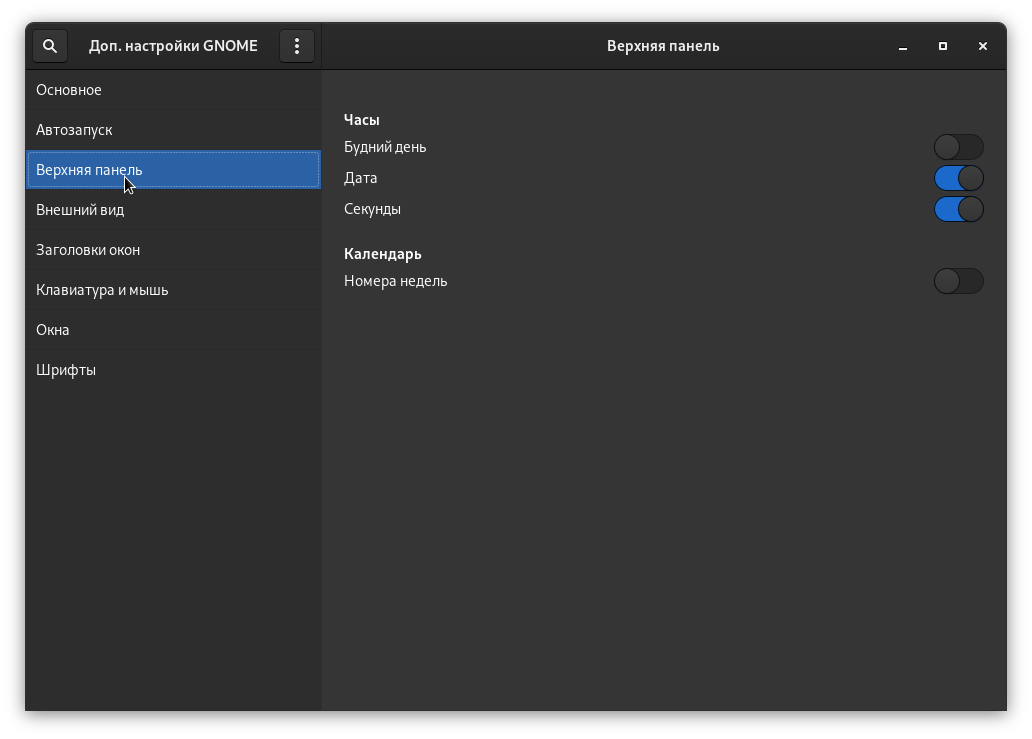 Доп. настройки GNOME
Верхняя панель
Основное
Автозапуск
Верхняя панель
Внешний вид
Заголовки окон
Клавиатура и мышь
Окна
Шрифты
Часы
Будний день
Дата
Секунды
Календарь
Номера недель